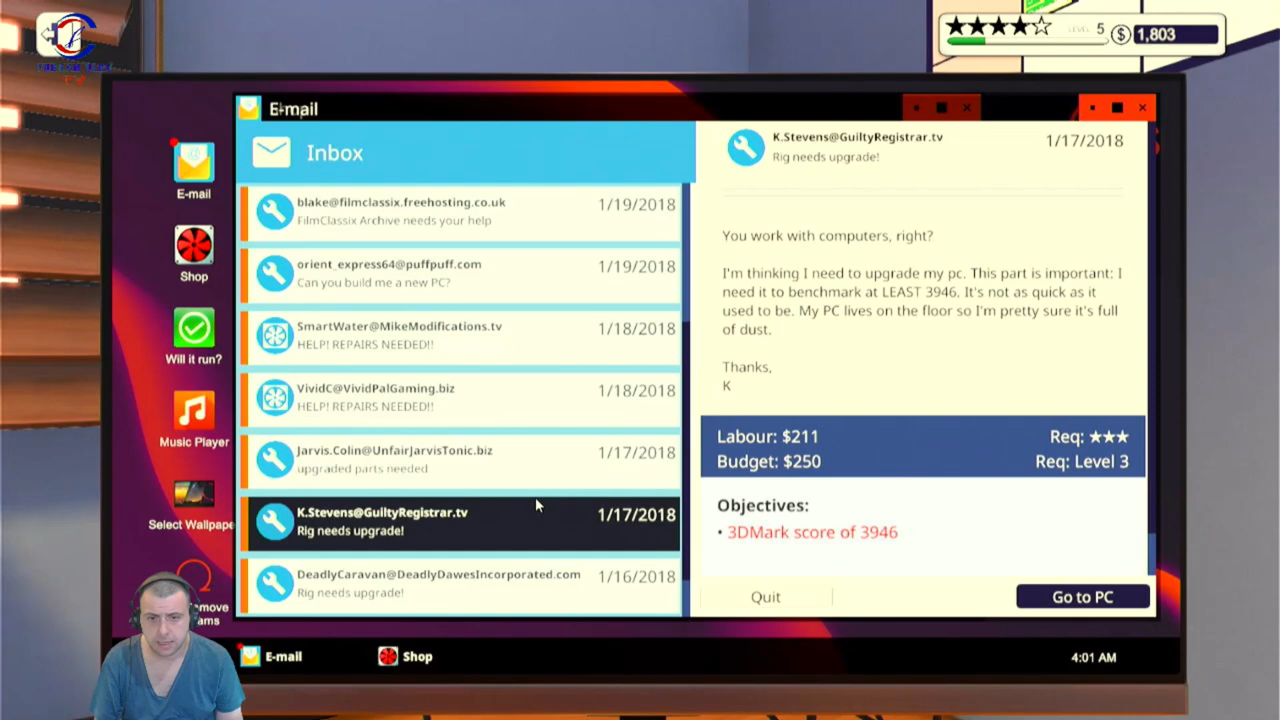 LEVEL 5 $ 1,803
E-mail
Inbox
blake@filmclassix.freehosting.co.uk 1/19/2018
FilmClassix Archive needs your help
orient_express64@puffpuff.com 1/19/2018
Can you build me a new PC?
SmartWater@MikeModifications.tv 1/18/2018
HELP! REPAIRS NEEDED!!
VividC@VividPalGaming.biz 1/18/2018
HELP! REPAIRS NEEDED!!
Jarvis.Colin@UnfairJarvisTonic.biz 1/17/2018
upgraded parts needed
K.Stevens@GuiltyRegistrar.tv 1/17/2018
Rig needs upgrade!
DeadlyCaravan@DeadlyDawesIncorporated.com 1/16/2018
Rig needs upgrade!
E-mail
Shop
Will it run?
Music Player
Select Wallpape
K.Stevens@GuiltyRegistrar.tv 1/17/2018
Rig needs upgrade!
You work with computers, right?
I'm thinking I need to upgrade my pc. This part is important: I
need it to benchmark at LEAST 3946. It's not as quick as it
used to be. My PC lives on the floor so I'm pretty sure it's full
of dust.
Thanks,
K
Labour: $211 Req: ★★★
Budget: $250 Req: Level 3
Objectives:
• 3DMark score of 3946
Quit Go to PC
E-mail Shop 4:01 AM